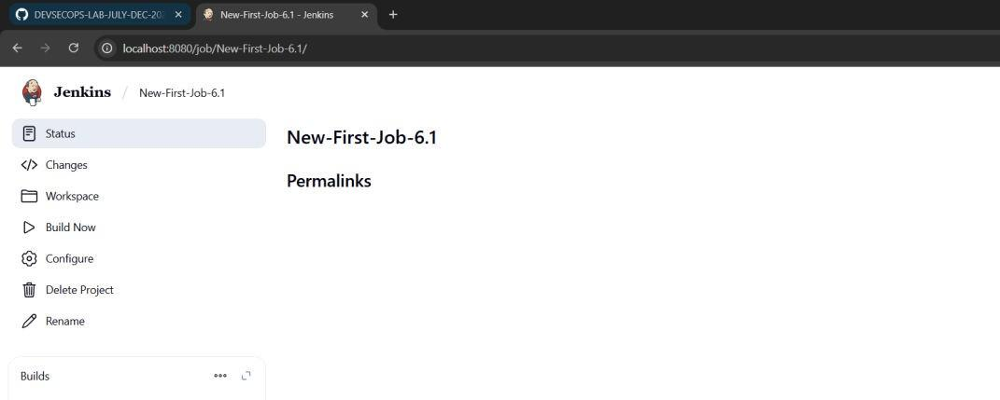 DEVSECOPS-LAB-JULY-DEC-202
New-First-Job-6.1 - Jenkins
localhost:8080/job/New-First-Job-6.1/
Jenkins / New-First-Job-6.1
Status
Changes
Workspace
Build Now
Configure
Delete Project
Rename
Builds
New-First-Job-6.1
Permalinks